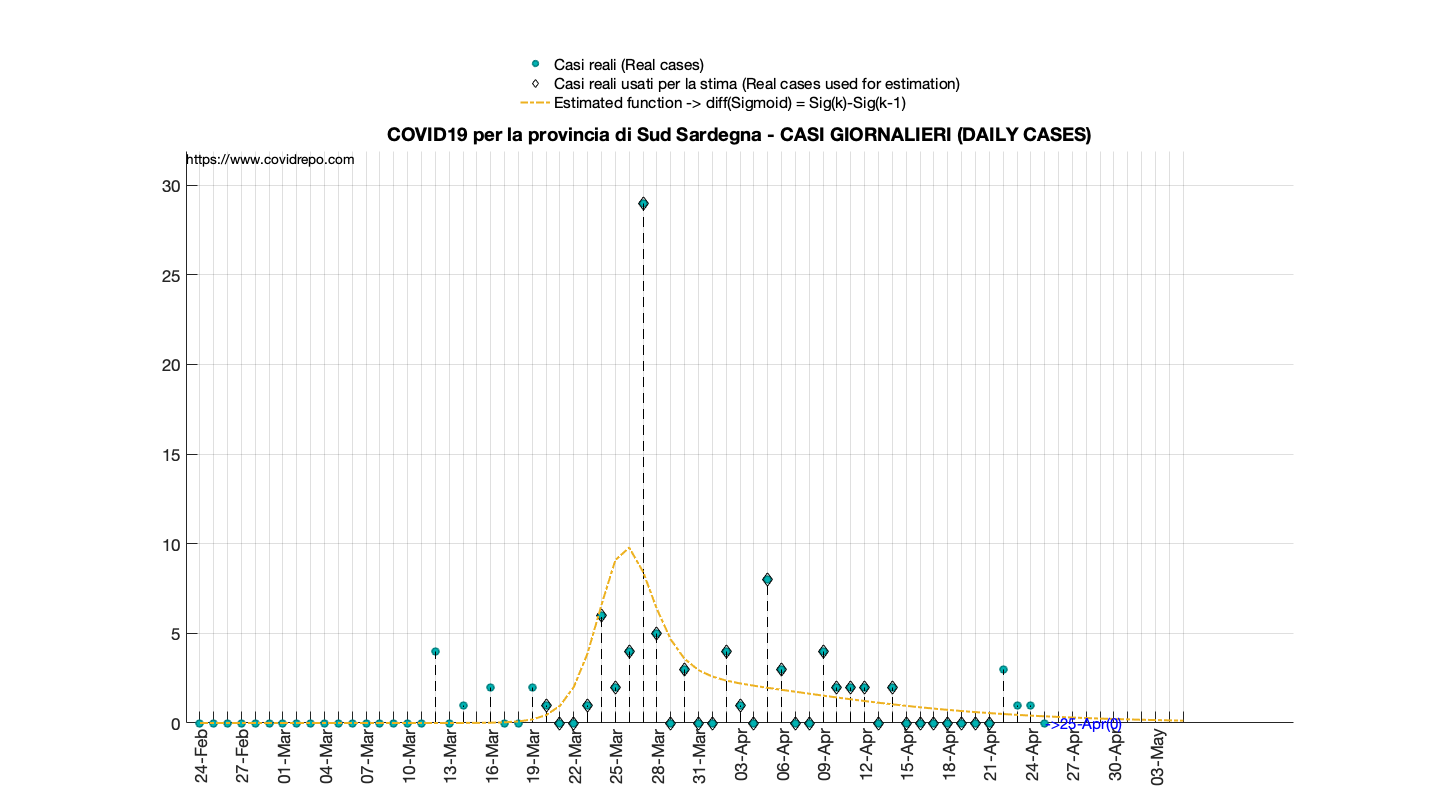 Casi reali (Real cases)
Casi reali usati per la stima (Real cases used for estimation)
Estimated function -> diff(Sigmoid) = Sig(k)-Sig(k-1)
COVID19 per la provincia di Sud Sardegna - CASI GIORNALIERI (DAILY CASES)
https://www.covidrepo.com
30
25
20
15
10
5
0
->25-Apr(0)
24-Feb
27-Feb
01-Mar
04-Mar
07-Mar
10-Mar
13-Mar
16-Mar
19-Mar
22-Mar
25-Mar
28-Mar
31-Mar
03-Apr
06-Apr
09-Apr
12-Apr
15-Apr
18-Apr
21-Apr
24-Apr
27-Apr
30-Apr
03-May